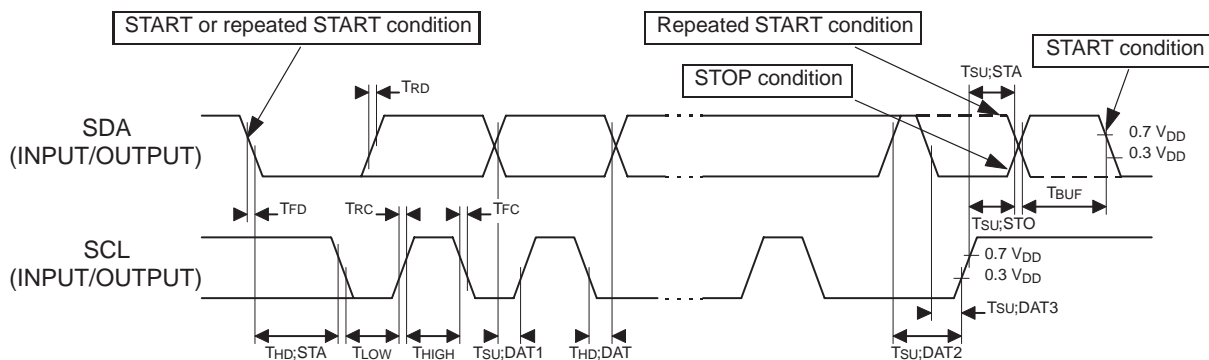 START or repeated START condition
Repeated START condition
START condition
STOP condition
TSU;STA
TRD
SDA
(INPUT/OUTPUT)
0.7 VDD
0.3 VDD
TFD
TRC
TFC
TBUF
TSU;STO
SCL
(INPUT/OUTPUT)
0.7 VDD
0.3 VDD
TSU;DAT3
THD;STA
TLOW
THIGH
TSU;DAT1
THD;DAT
TSU;DAT2